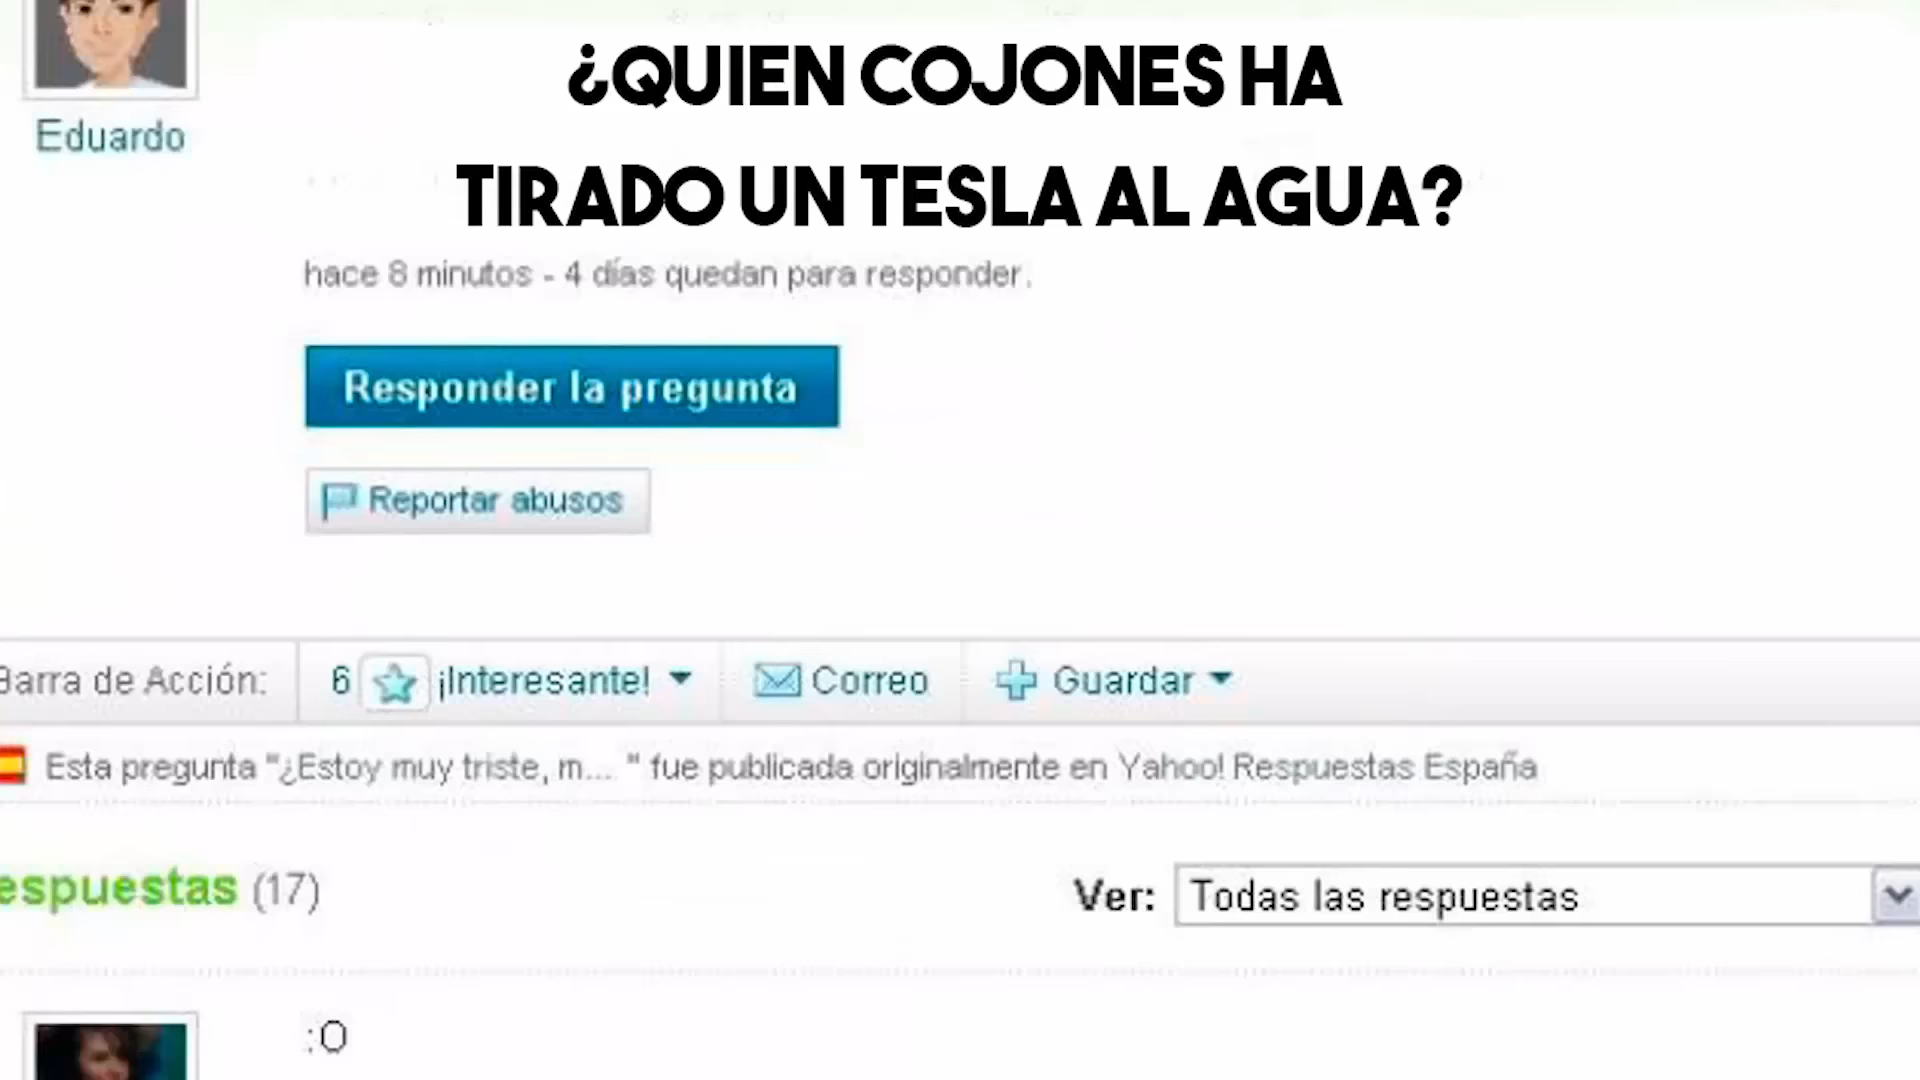 ¿QUIEN COJONES HA
TIRADO UN TESLA AL AGUA?
Eduardo
hace 8 minutos - 4 días quedan para responder.
Responder la pregunta
Reportar abusos
Barra de Acción: 6 ¡Interesante! Correo Guardar
Esta pregunta "¿Estoy muy triste, m... " fue publicada originalmente en Yahoo! Respuestas España
espuestas (17) Ver: Todas las respuestas
:O